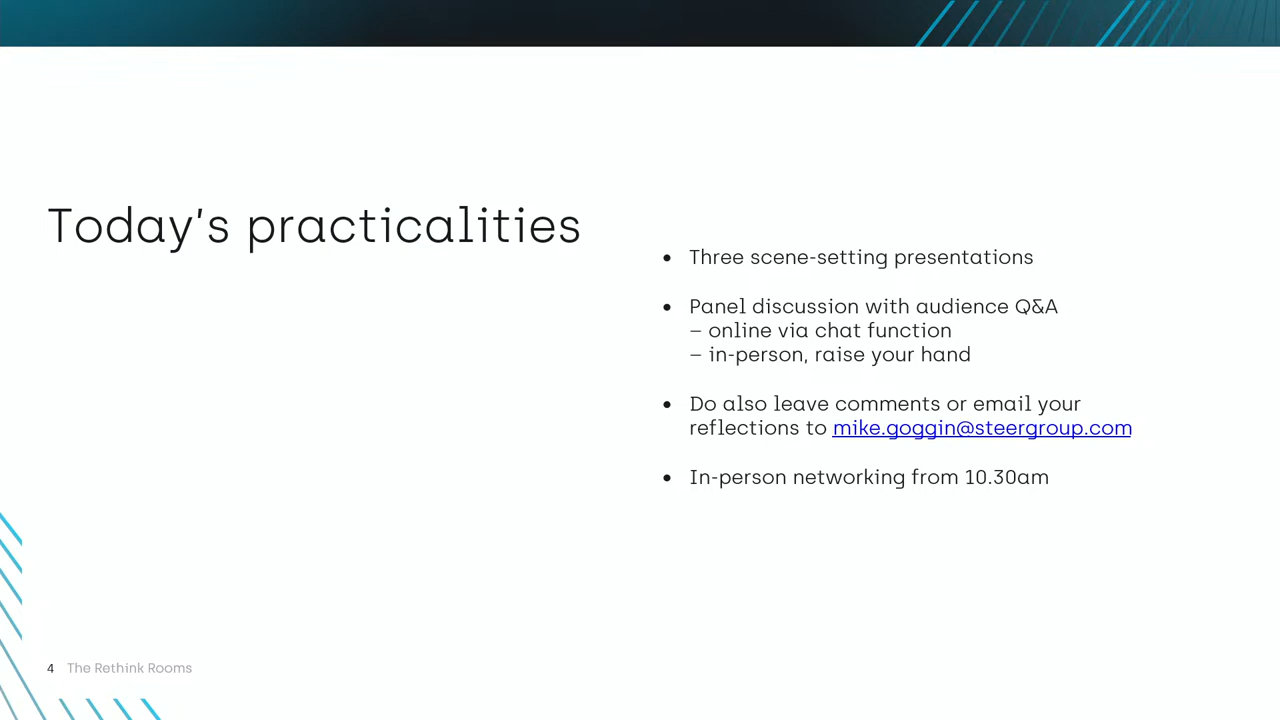 Today's practicalities
• Three scene-setting presentations
• Panel discussion with audience Q&A
– online via chat function
– in-person, raise your hand
• Do also leave comments or email your
reflections to mike.goggin@steergroup.com
• In-person networking from 10.30am
4 The Rethink Rooms